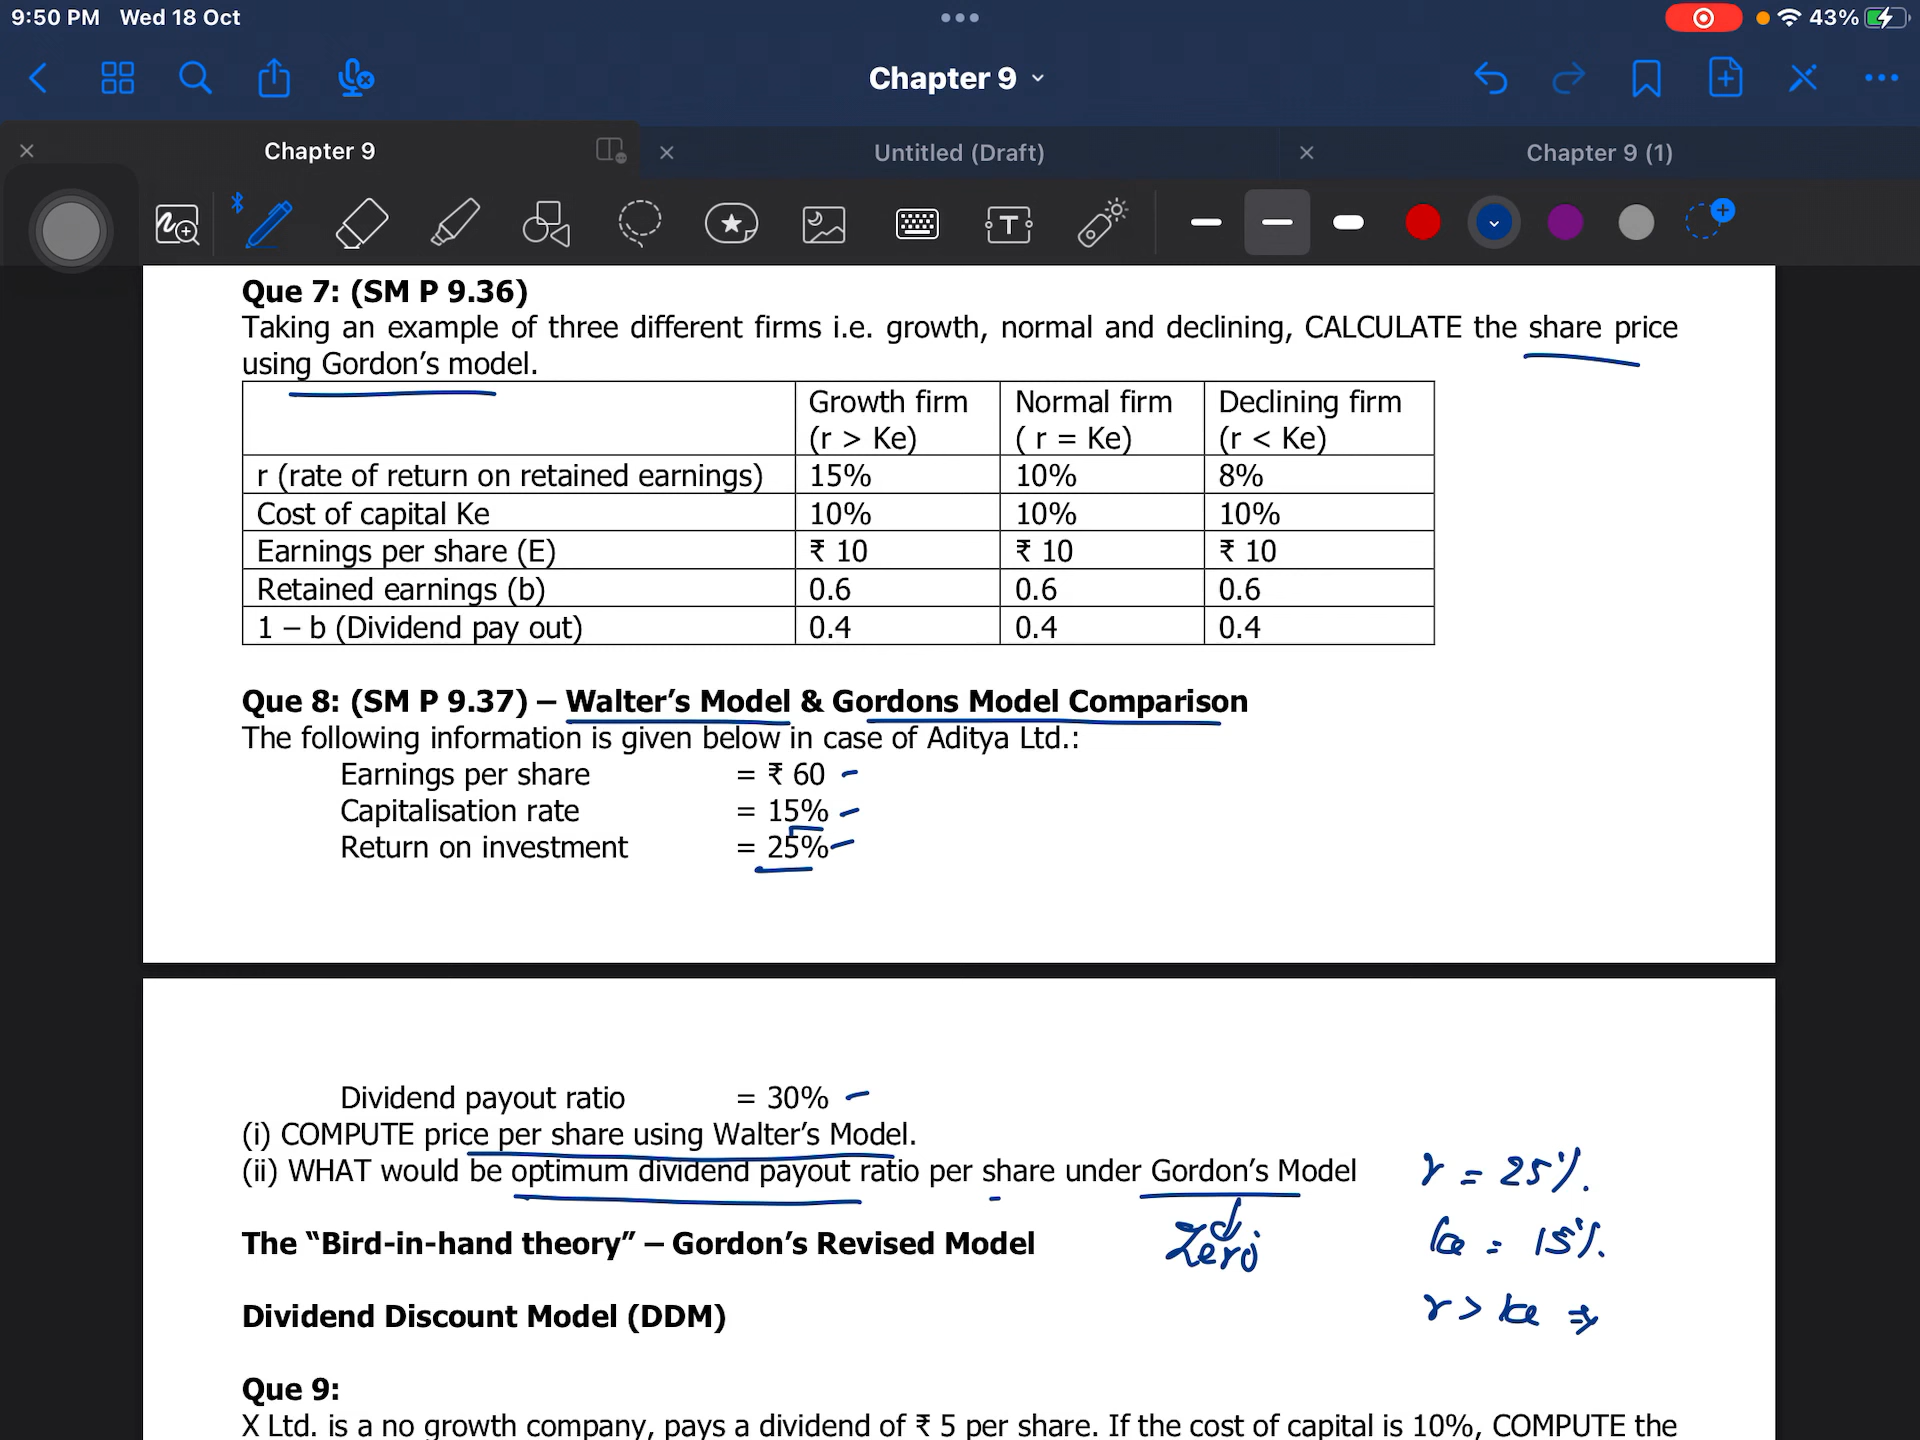 9:50 PM Wed 18 Oct
43%
Chapter 9
Chapter 9
Untitled (Draft)
Chapter 9 (1)
Que 7: (SM P 9.36)
Taking an example of three different firms i.e. growth, normal and declining, CALCULATE the share price
using Gordon's model.
Growth firm (r > Ke) Normal firm ( r = Ke) Declining firm (r < Ke)
r (rate of return on retained earnings) 15% 10% 8%
Cost of capital Ke 10% 10% 10%
Earnings per share (E) ₹ 10 ₹ 10 ₹ 10
Retained earnings (b) 0.6 0.6 0.6
1 – b (Dividend pay out) 0.4 0.4 0.4
Que 8: (SM P 9.37) – Walter's Model & Gordons Model Comparison
The following information is given below in case of Aditya Ltd.:
Earnings per share = ₹ 60
Capitalisation rate = 15%
Return on investment = 25%
Dividend payout ratio = 30%
(i) COMPUTE price per share using Walter's Model.
(ii) WHAT would be optimum dividend payout ratio per share under Gordon's Model
r = 25%.
Zero
ke = 15%.
The "Bird-in-hand theory" – Gordon's Revised Model
r > ke ⇒
Dividend Discount Model (DDM)
Que 9:
X Ltd. is a no growth company, pays a dividend of ₹ 5 per share. If the cost of capital is 10%, COMPUTE the